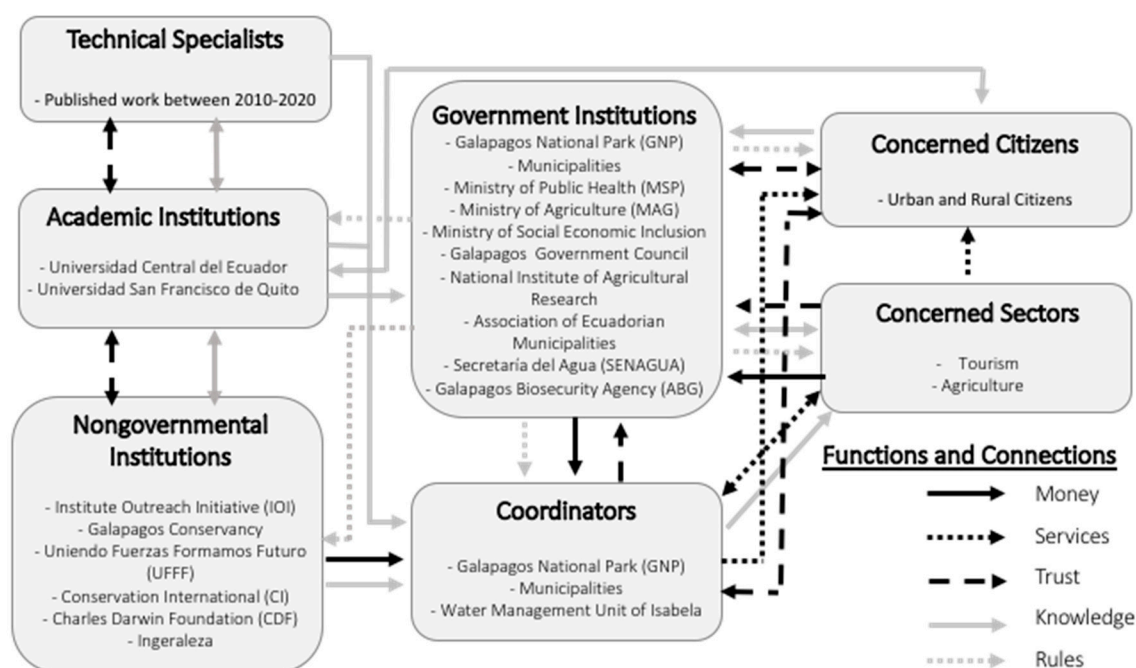 Technical Specialists
- Published work between 2010-2020
Academic Institutions
- Universidad Central del Ecuador
- Universidad San Francisco de Quito
Nongovernmental
Institutions
- Institute Outreach Initiative (IOI)
- Galapagos Conservancy
- Uniendo Fuerzas Formamos Futuro
(UFFF)
- Conservation International (CI)
- Charles Darwin Foundation (CDF)
- Ingeraleza
Government Institutions
- Galapagos National Park (GNP)
- Municipalities
- Ministry of Public Health (MSP)
- Ministry of Agriculture (MAG)
- Ministry of Social Economic Inclusion
- Galapagos Government Council
- National Institute of Agricultural
Research
- Association of Ecuadorian
Municipalities
- Secretaría del Agua (SENAGUA)
- Galapagos Biosecurity Agency (ABG)
Coordinators
- Galapagos National Park (GNP)
- Municipalities
- Water Management Unit of Isabela
Concerned Citizens
- Urban and Rural Citizens
Concerned Sectors
- Tourism
- Agriculture
Functions and Connections
Money
Services
Trust
Knowledge
Rules